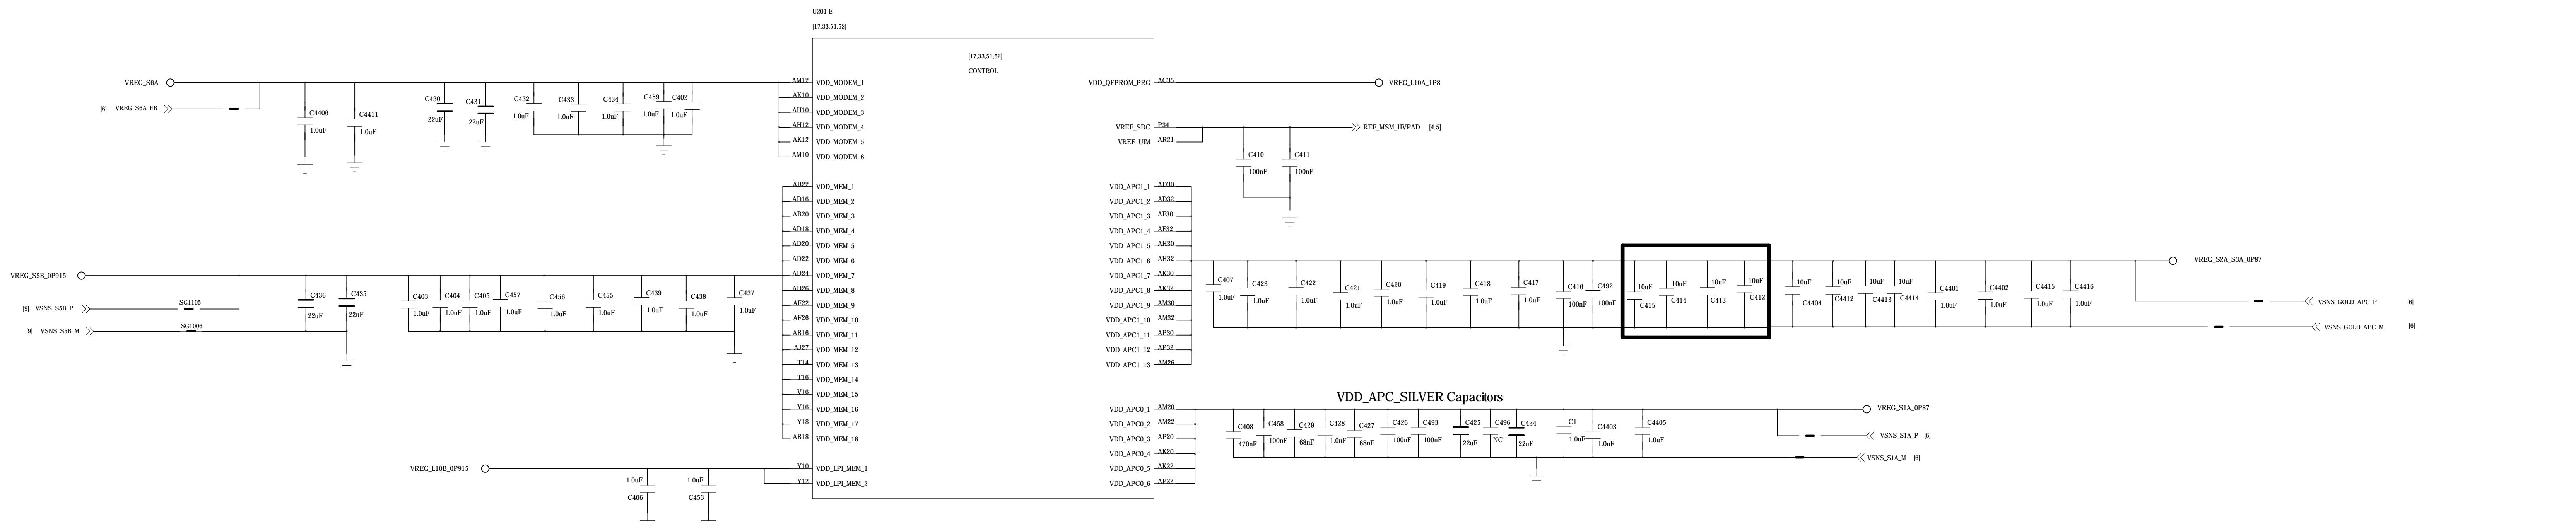 U201-E
[17,33,51,52]
[17,33,51,52]
CONTROL
VREG_S6A
[6] VREG_S6A_FB
C4406
1.0uF
C4411
1.0uF
C430
22uF
C431
22uF
C432
1.0uF
C433
1.0uF
C434
1.0uF
C459
1.0uF
C402
1.0uF
AM12 VDD_MODEM_1
AK10 VDD_MODEM_2
AH10 VDD_MODEM_3
AH12 VDD_MODEM_4
AK12 VDD_MODEM_5
AM10 VDD_MODEM_6
VDD_QFPROM_PRG AC35 VREG_L10A_1P8
VREF_SDC P34 REF_MSM_HVPAD [4,5]
VREF_UIM AR21
C410
100nF
C411
100nF
VREG_S5B_0P915
[9] VSNS_S5B_P
SG1105
[9] VSNS_S5B_M
SG1006
C436
22uF
C435
22uF
C403
1.0uF
C404
1.0uF
C405
1.0uF
C457
1.0uF
C456
1.0uF
C455
1.0uF
C439
1.0uF
C438
1.0uF
C437
1.0uF
AB22 VDD_MEM_1
AD16 VDD_MEM_2
AB20 VDD_MEM_3
AD18 VDD_MEM_4
AD20 VDD_MEM_5
AD22 VDD_MEM_6
AD24 VDD_MEM_7
AD26 VDD_MEM_8
AF22 VDD_MEM_9
AF26 VDD_MEM_10
AB16 VDD_MEM_11
AJ27 VDD_MEM_12
T14 VDD_MEM_13
T16 VDD_MEM_14
V16 VDD_MEM_15
Y16 VDD_MEM_16
Y18 VDD_MEM_17
AB18 VDD_MEM_18
VDD_APC1_1 AD30
VDD_APC1_2 AD32
VDD_APC1_3 AF30
VDD_APC1_4 AF32
VDD_APC1_5 AH30
VDD_APC1_6 AH32
VDD_APC1_7 AK30
VDD_APC1_8 AK32
VDD_APC1_9 AM30
VDD_APC1_10 AM32
VDD_APC1_11 AP30
VDD_APC1_12 AP32
VDD_APC1_13 AM26
C407
1.0uF
C423
1.0uF
C422
1.0uF
C421
1.0uF
C420
1.0uF
C419
1.0uF
C418
1.0uF
C417
1.0uF
C416
100nF
C492
100nF
10uF
C415
10uF
C414
10uF
C413
10uF
C412
10uF
C4404
10uF
C4412
10uF
C4413
10uF
C4414
C4401
1.0uF
C4402
1.0uF
C4415
1.0uF
C4416
1.0uF
VREG_S2A_S3A_0P87
VSNS_GOLD_APC_P [6]
VSNS_GOLD_APC_M [6]
VDD_APC_SILVER Capacitors
VDD_APC0_1 AM20
VDD_APC0_2 AM22
VDD_APC0_3 AP20
VDD_APC0_4 AK20
VDD_APC0_5 AK22
VDD_APC0_6 AP22
C408
470nF
C458
100nF
C429
68nF
C428
1.0uF
C427
68nF
C426
100nF
C493
100nF
C425
22uF
C496
NC
C424
22uF
C1
1.0uF
C4403
1.0uF
C4405
1.0uF
VREG_S1A_0P87
VSNS_S1A_P [6]
VSNS_S1A_M [6]
VREG_L10B_0P915
1.0uF
C406
1.0uF
C453
Y10 VDD_LPI_MEM_1
Y12 VDD_LPI_MEM_2